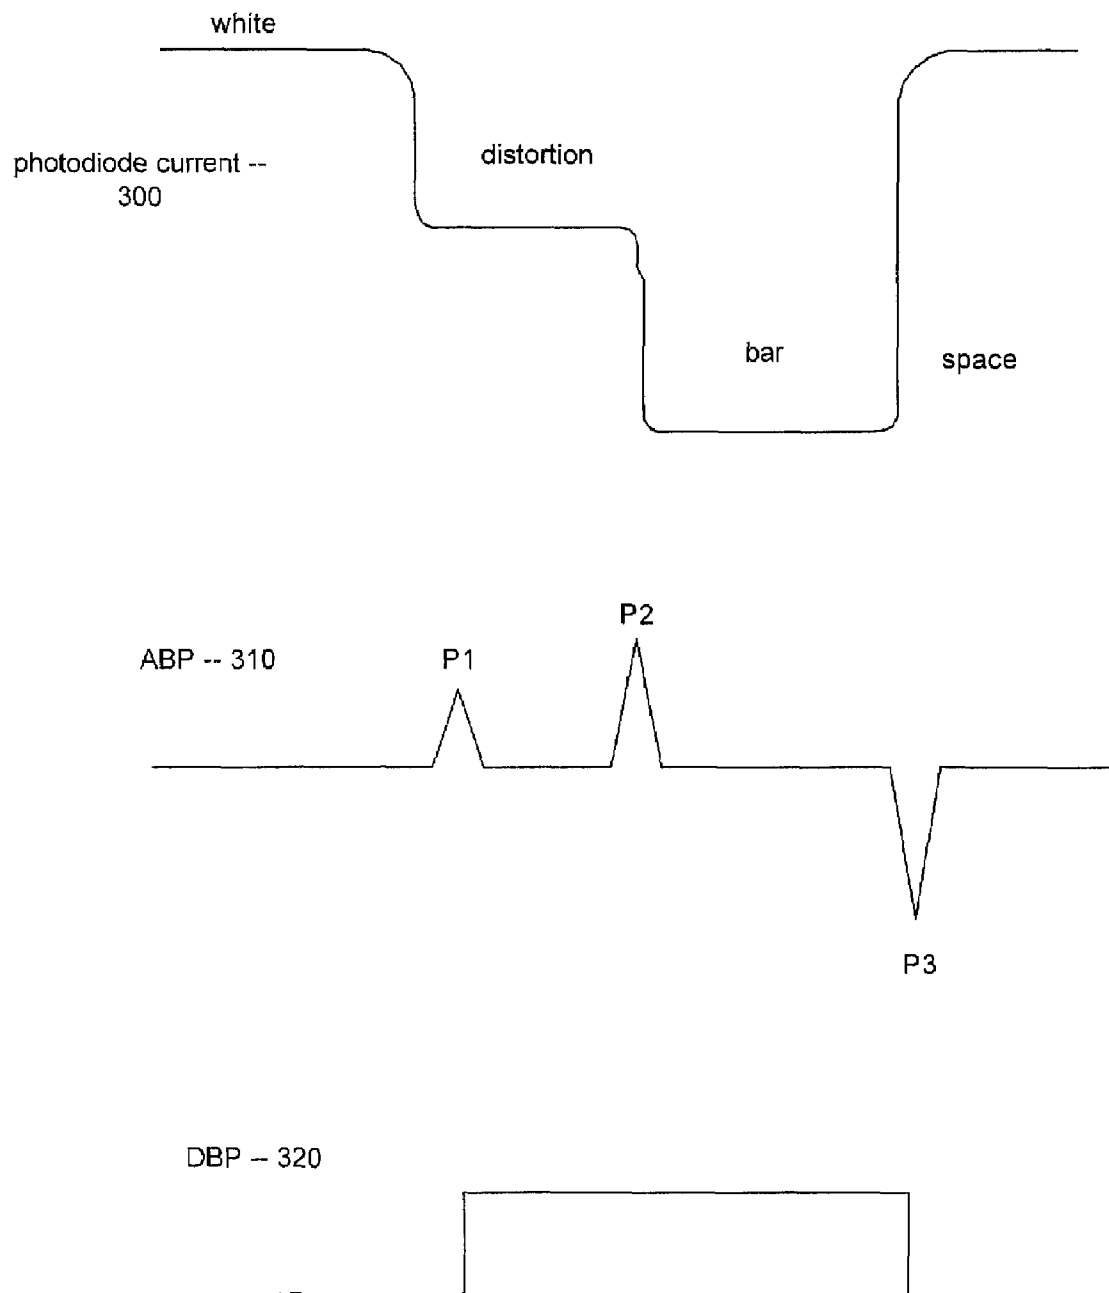 white
photodiode current --
300
distortion
bar
space
ABP -- 310
P1
P2
P3
DBP -- 320